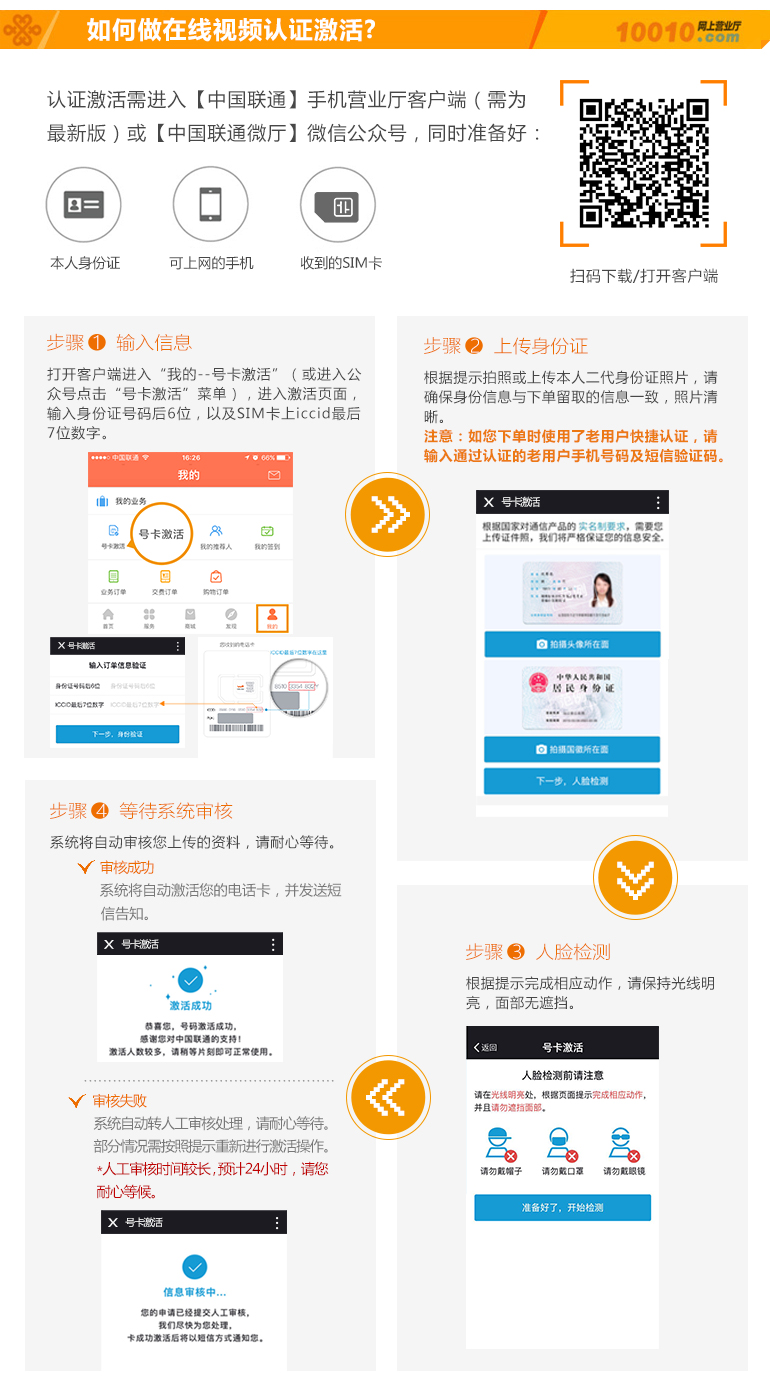 如何做在线视频认证激活?
10010.com 网上营业厅
认证激活需进入【中国联通】手机营业厅客户端（需为
最新版）或【中国联通微厅】微信公众号，同时准备好：
本人身份证
可上网的手机
收到的SIM卡
扫码下载/打开客户端
步骤 1 输入信息
打开客户端进入“我的--号卡激活”（或进入公
众号点击“号卡激活”菜单），进入激活页面，
输入身份证号码后6位，以及SIM卡上iccid最后
7位数字。
中国联通 16:26 66%
我的
我的业务
号卡激活
号卡激活
我的推荐人
我的签到
业务订单
交费订单
购物订单
首页
服务
商城
发现
我的
X 号卡激活
输入订单信息验证
身份证号码后6位 身份证号码后6位
ICCID最后7位数字 ICCID最后7位数字
下一步，身份验证
ICCID最后7位数字在这里
步骤 2 上传身份证
根据提示拍照或上传本人二代身份证照片，请
确保身份信息与下单留取的信息一致，照片清
晰。
注意：如您下单时使用了老用户快捷认证，请
输入通过认证的老用户手机号码及短信验证码。
X 号卡激活
根据国家对通信产品的 实名制要求，需要您
上传证件照，我们将严格保证您的信息安全。
拍摄头像所在面
中华人民共和国
居民身份证
拍摄国徽所在面
下一步，人脸检测
步骤 3 人脸检测
根据提示完成相应动作，请保持光线明
亮，面部无遮挡。
返回 号卡激活
人脸检测前请注意
请在光线明亮处，根据页面提示完成相应动作，
并且请勿遮挡面部。
请勿戴帽子
请勿戴口罩
请勿戴眼镜
准备好了，开始检测
步骤 4 等待系统审核
系统将自动审核您上传的资料，请耐心等待。
审核成功
系统将自动激活您的电话卡，并发送短
信告知。
X 号卡激活
激活成功
恭喜您，号码激活成功，
感谢您对中国联通的支持！
激活人数较多，请稍等片刻即可正常使用。
审核失败
系统自动转人工审核处理，请耐心等待。
部分情况需按照提示重新进行激活操作。
*人工审核时间较长，预计24小时，请您
耐心等候。
X 号卡激活
信息审核中...
您的申请已经提交人工审核，
我们尽快为您处理，
卡成功激活后将以短信方式通知您。